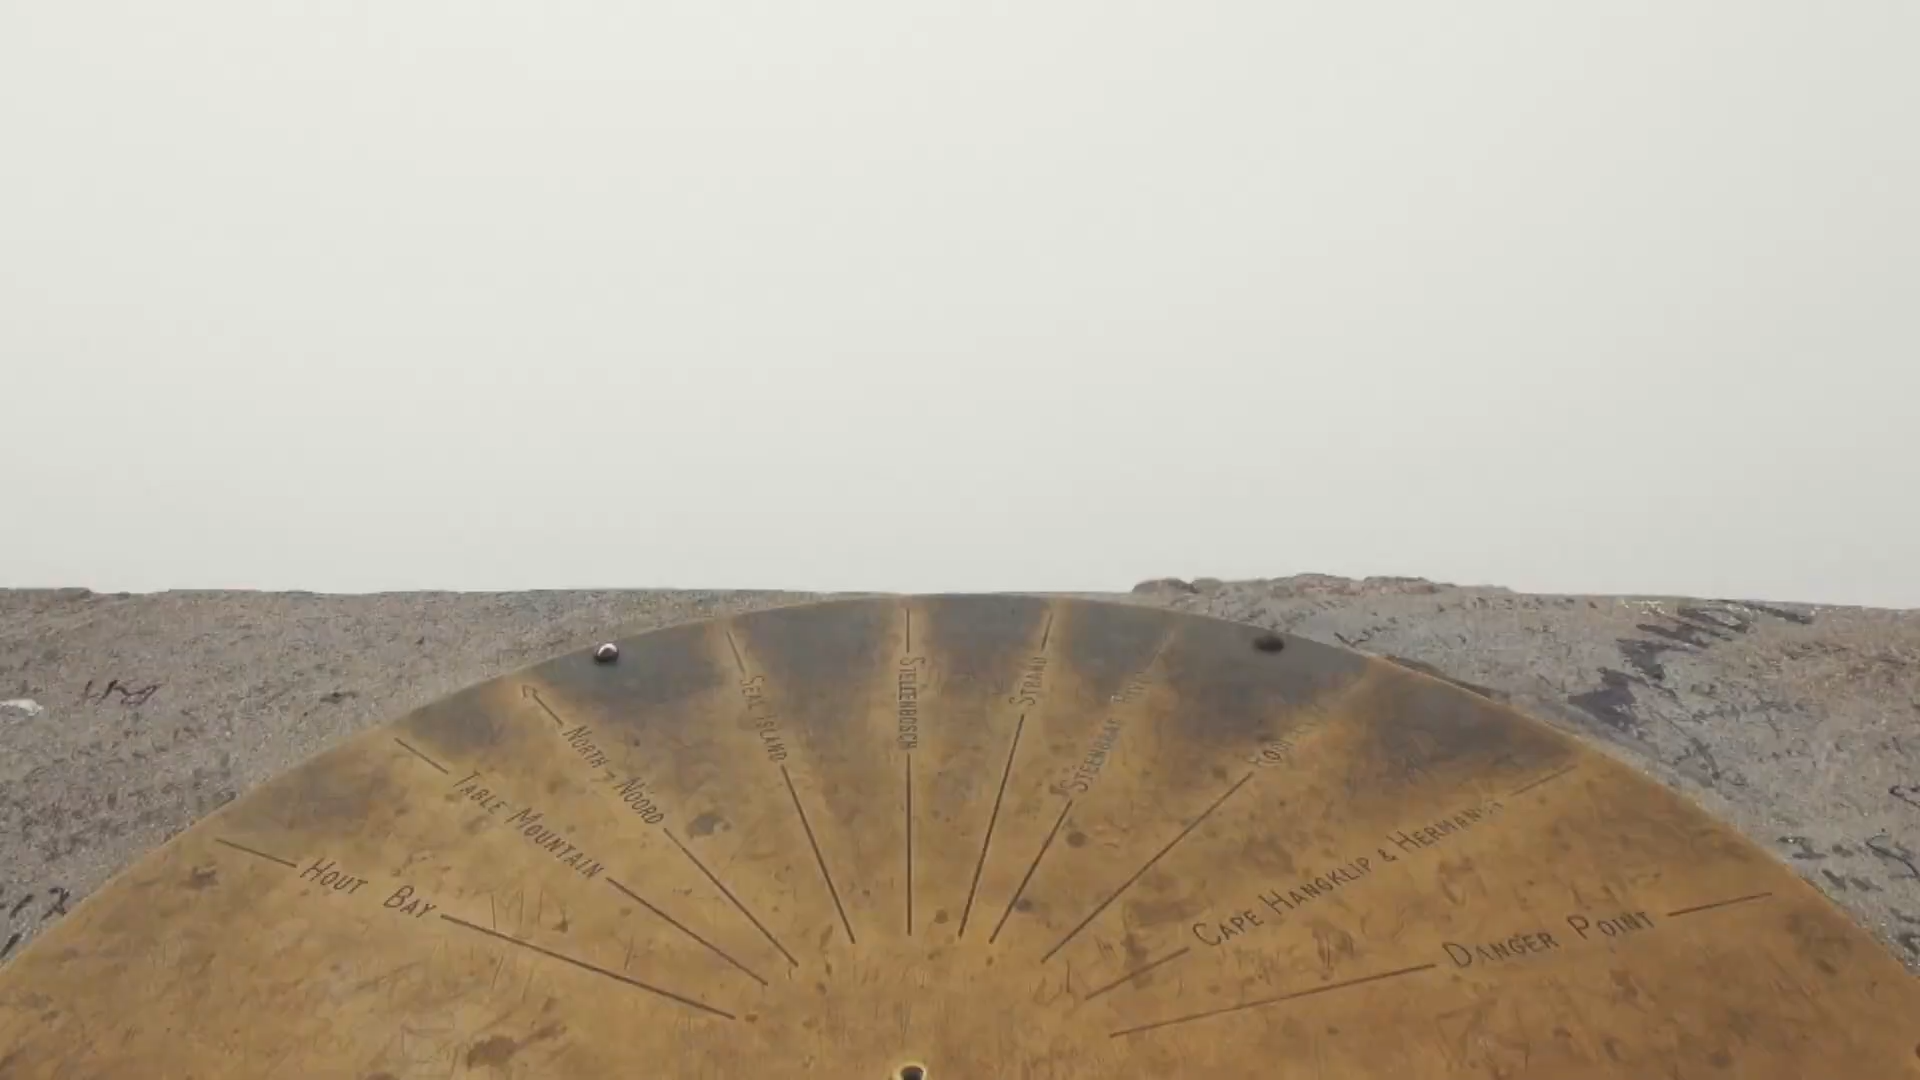 Hout Bay
Table Mountain
North - Noord
Seal Island
Stellenbosch
Strand
Steenbras
Cape Hangklip & Hermanus
Danger Point